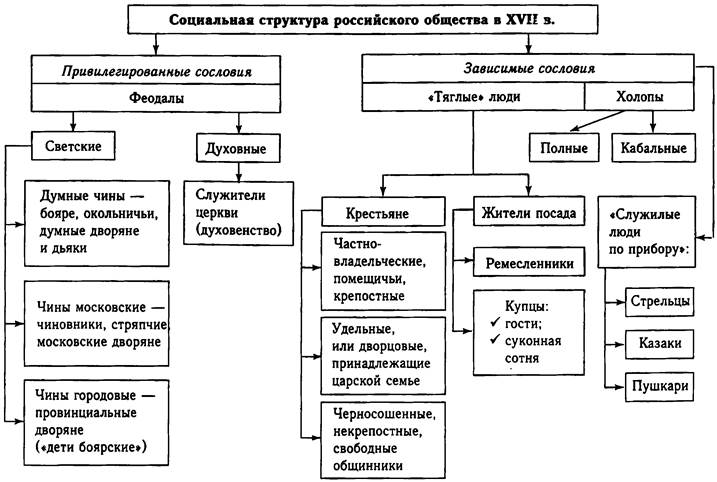 Социальная структура российского общества в XVII в.
Привилегированные сословия
Феодалы
Светские
Духовные
Думные чины —
бояре, окольничьи,
думные дворяне
и дьяки
Чины московские —
чиновники, стряпчие
московские дворяне
Чины городовые —
провинциальные
дворяне
(«дети боярские»)
Служители
церкви
(духовенство)
Зависимые сословия
«Тяглые» люди
Холопы
Полные
Кабальные
Крестьяне
Частно-
владельческие,
помещичьи,
крепостные
Удельные,
или дворцовые,
принадлежащие
царской семье
Черносошенные,
некрепостные,
свободные
общинники
Жители посада
Ремесленники
Купцы:
✓ гости;
✓ суконная
сотня
«Служилые
люди
по прибору»:
Стрельцы
Казаки
Пушкари